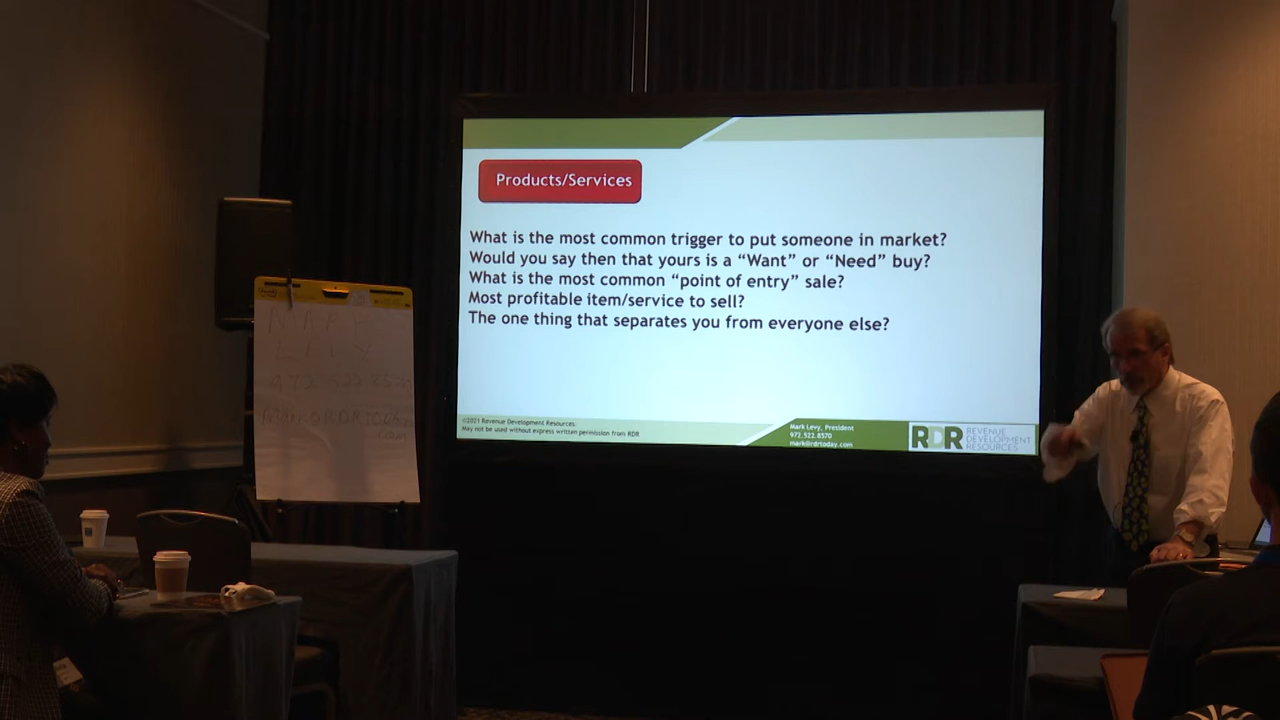 Products/Services
What is the most common trigger to put someone in market?
Would you say then that yours is a “Want” or “Need” buy?
What is the most common “point of entry” sale?
Most profitable item/service to sell?
The one thing that separates you from everyone else?
©2021 Revenue Development Resources.
May not be used without express written permission from RDR
Mark Levy, President
972.522.8570
mark@rdrtoday.com
RDR
REVENUE
DEVELOPMENT
RESOURCES
MARK
LEVY